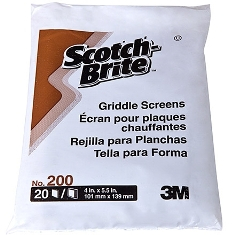 Scotch-
Brite™
Griddle Screens
Écran pour plaques
chauffantes
Rejilla para Planchas
Tella para Forma
No. 200
20
4 in. x 5.5 in.
101 mm x 139 mm
3M